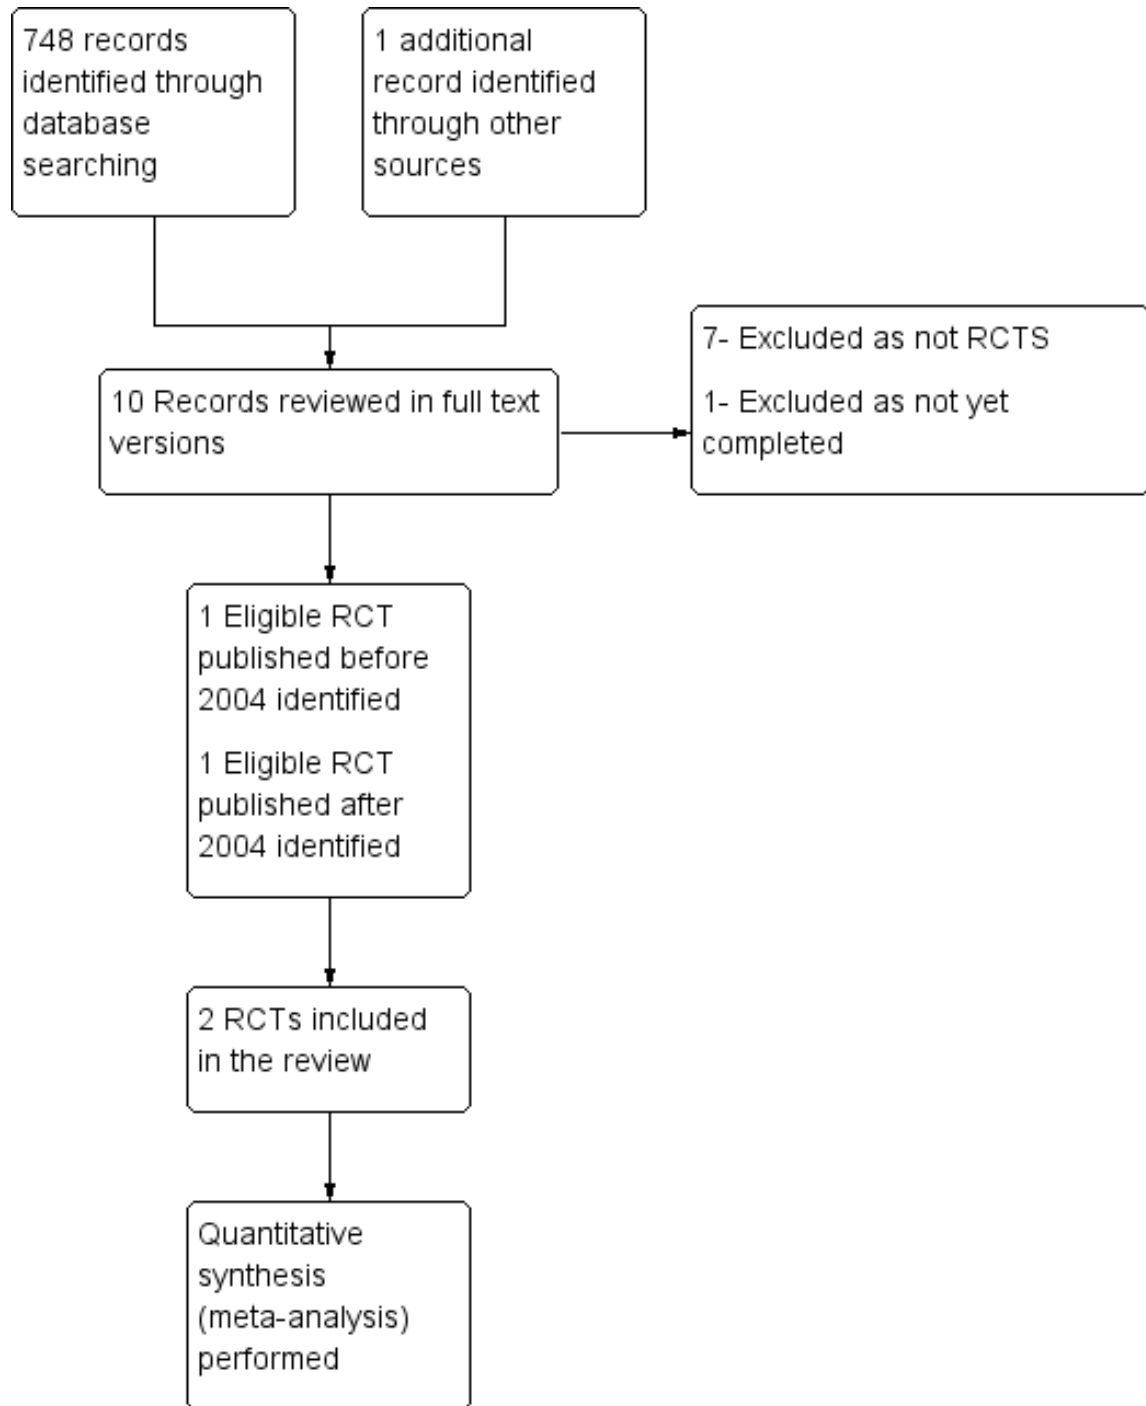 748 records
identified through
database
searching
1 additional
record identified
through other
sources
7- Excluded as not RCTS
1- Excluded as not yet
completed
10 Records reviewed in full text
versions
1 Eligible RCT
published before
2004 identified
1 Eligible RCT
published after
2004 identified
2 RCTs included
in the review
Quantitative
synthesis
(meta-analysis)
performed